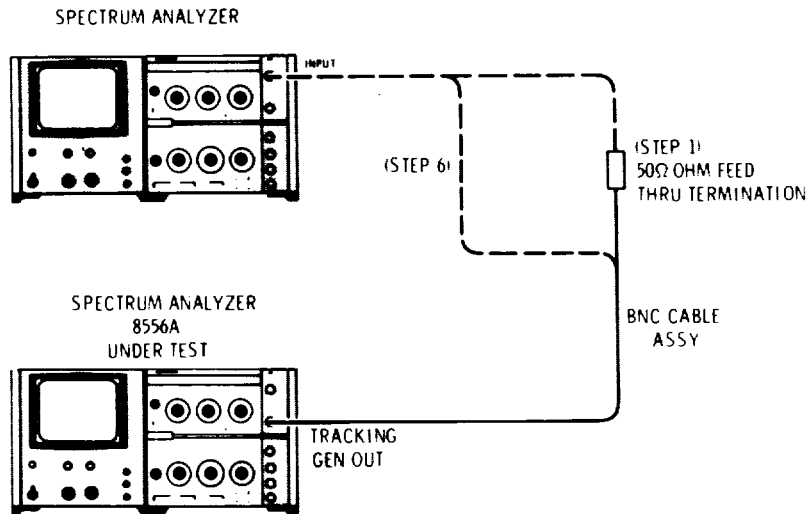 SPECTRUM ANALYZER
INPUT
(STEP 6)
(STEP 1)
50Ω OHM FEED
THRU TERMINATION
SPECTRUM ANALYZER
8556A
UNDER TEST
BNC CABLE
ASSY
TRACKING
GEN OUT